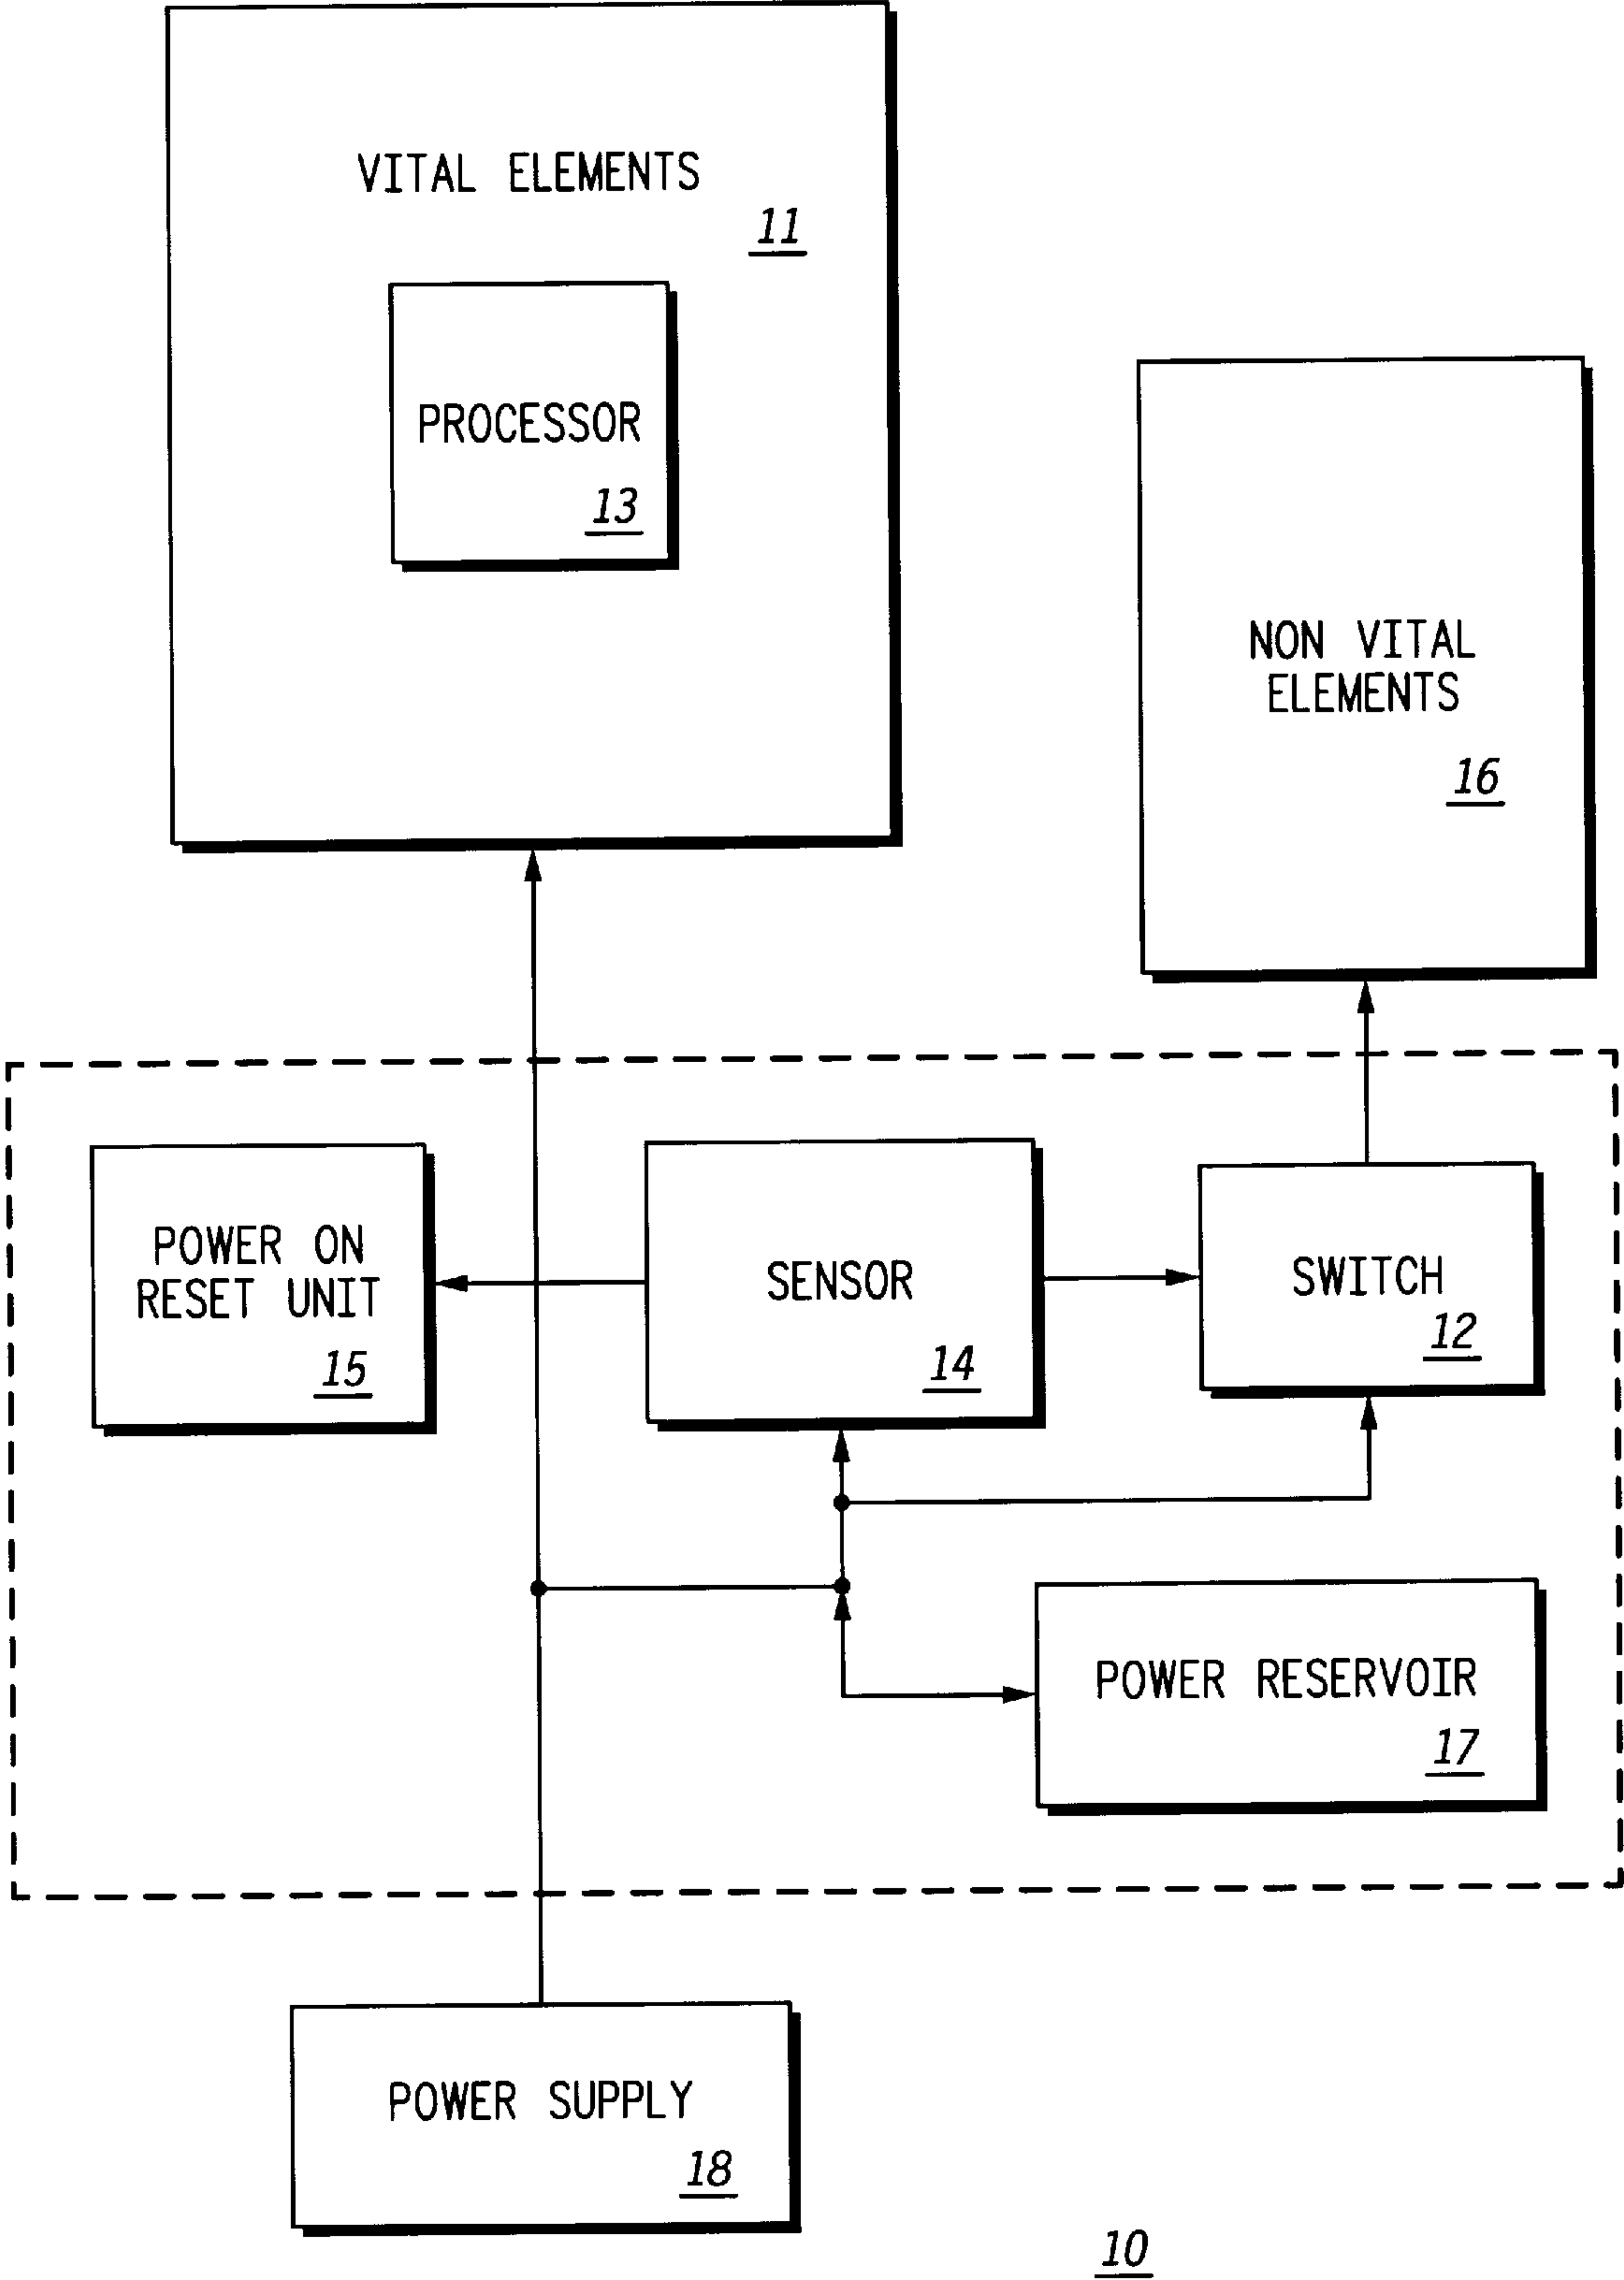 VITAL ELEMENTS
11
PROCESSOR
13
NON VITAL
ELEMENTS
16
POWER ON
RESET UNIT
15
SENSOR
14
SWITCH
12
POWER RESERVOIR
17
POWER SUPPLY
18
10